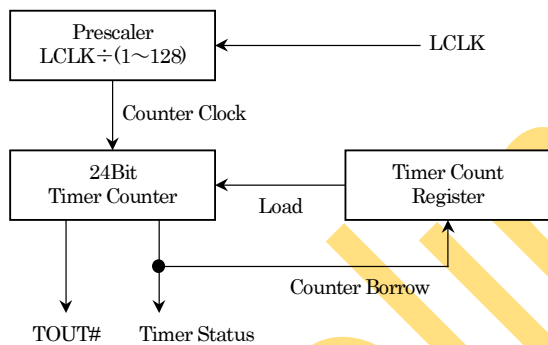 Prescaler
LCLK÷(1～128)
LCLK
Counter Clock
24Bit
Timer Counter
Timer Count
Register
Load
Counter Borrow
TOUT#
Timer Status